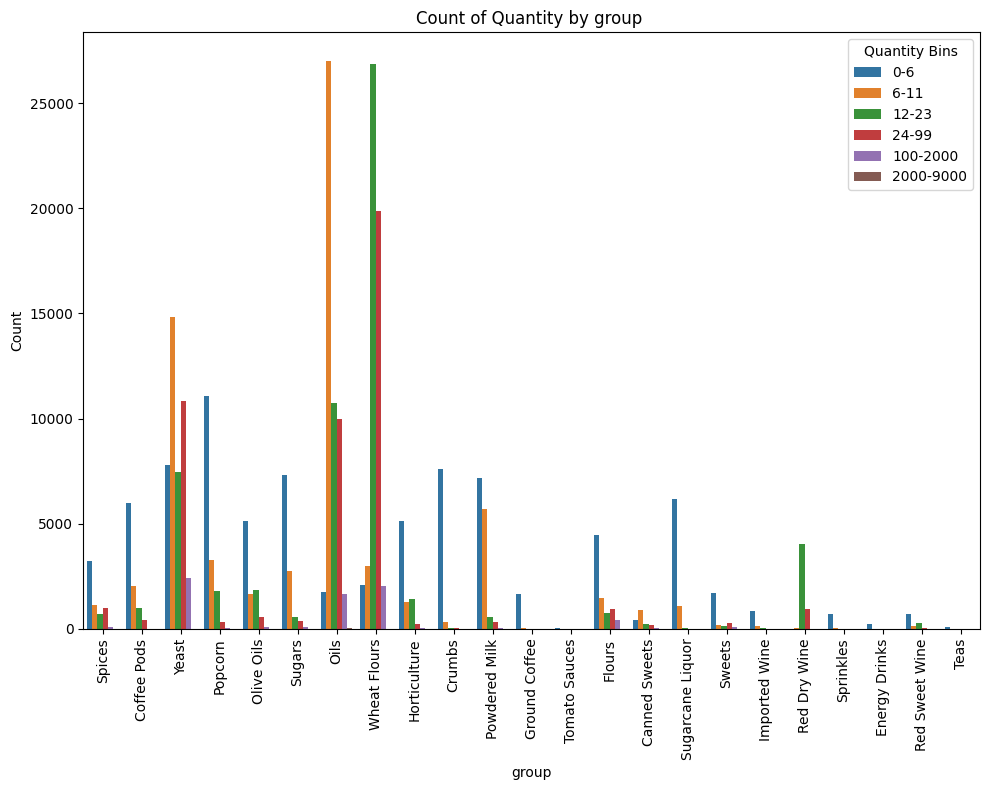 Count of Quantity by group
Quantity Bins
0-6
6-11
12-23
24-99
100-2000
2000-9000
Count
25000
20000
15000
10000
5000
0
Spices
Coffee Pods
Yeast
Popcorn
Olive Oils
Sugars
Oils
Wheat Flours
Horticulture
Crumbs
Powdered Milk
Ground Coffee
Tomato Sauces
Flours
Canned Sweets
Sugarcane Liquor
Sweets
Imported Wine
Red Dry Wine
Sprinkles
Energy Drinks
Red Sweet Wine
Teas
group